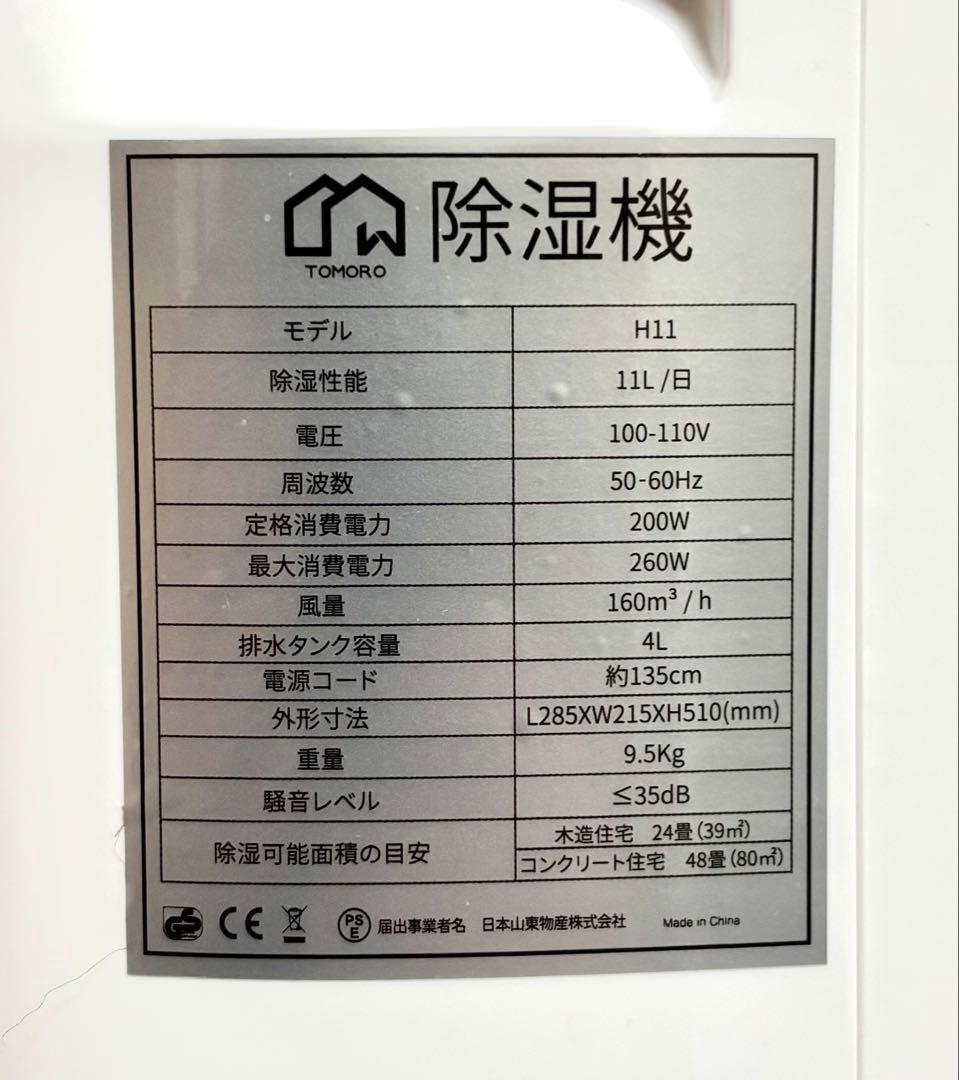 TOMORO
除湿機
モデル H11
除湿性能 11L /日
電圧 100-110V
周波数 50-60Hz
定格消費電力 200W
最大消費電力 260W
風量 160m³ / h
排水タンク容量 4L
電源コード 約135cm
外形寸法 L285XW215XH510(mm)
重量 9.5Kg
騒音レベル ≤35dB
除湿可能面積の目安 木造住宅 24畳(39㎡)
コンクリート住宅 48畳(80㎡)
GS CE PSE 届出事業者名 日本山東物産株式会社 Made in China